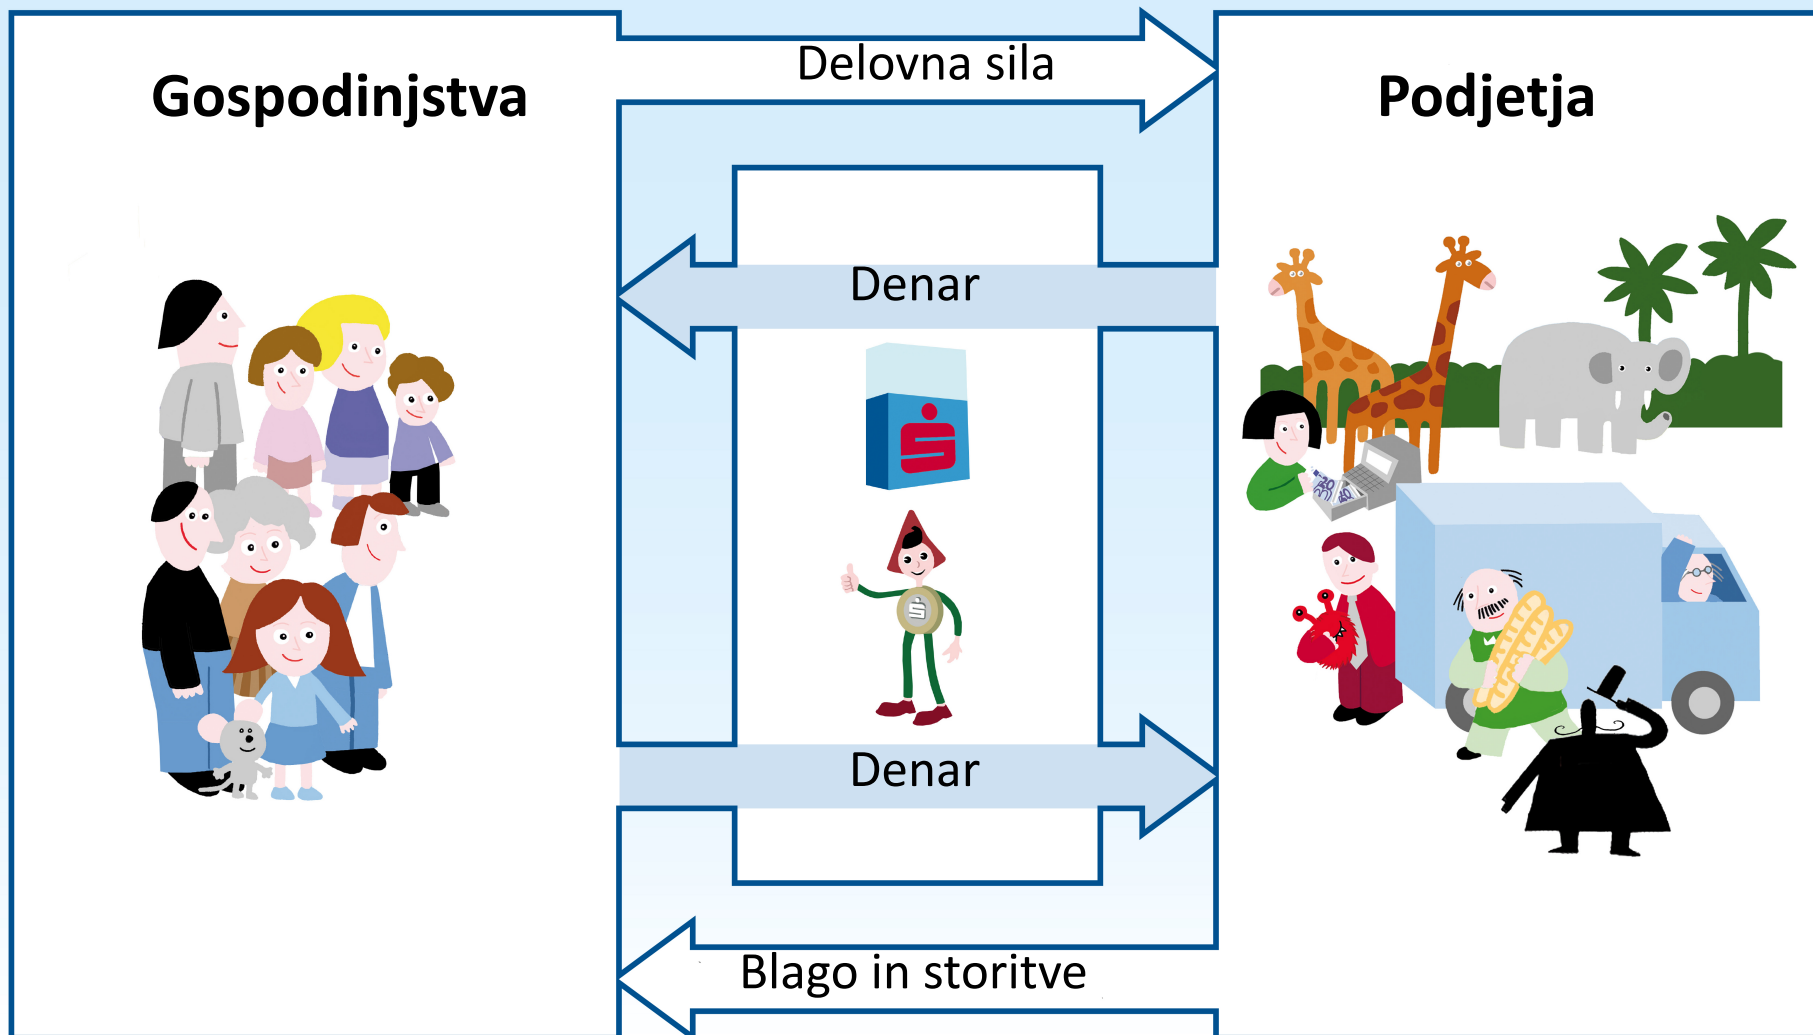 Delovna sila
Gospodinjstva
Podjetja
Denar
Denar
Blago in storitve